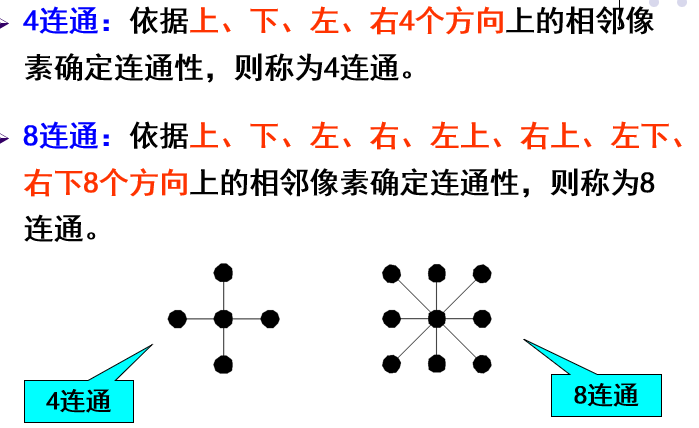 4连通：依据上、下、左、右4个方向上的相邻像
素确定连通性，则称为4连通。
8连通：依据上、下、左、右、左上、右上、左下、
右下8个方向上的相邻像素确定连通性，则称为8
连通。
4连通
8连通